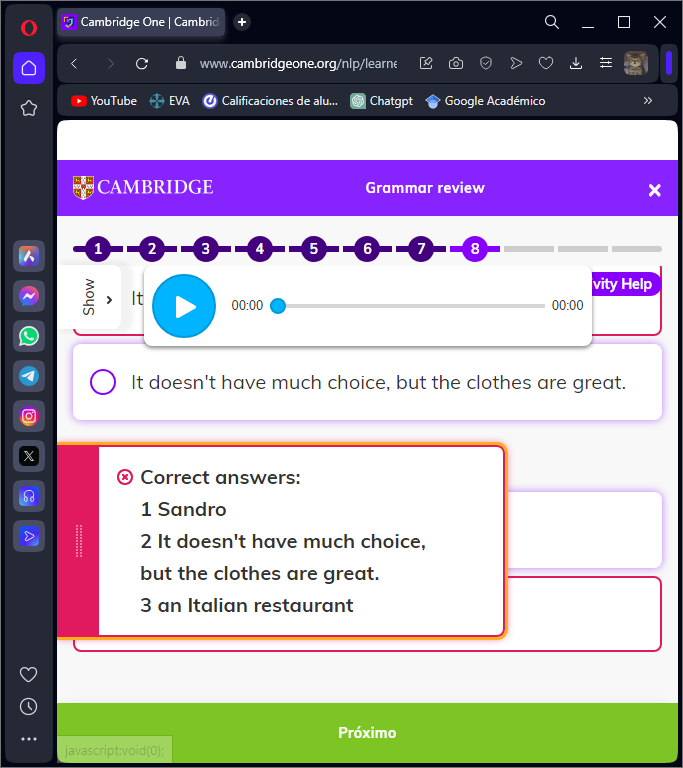 Cambridge One | Cambrid
www.cambridgeone.org/nlp/learne
YouTube
EVA
Calificaciones de alu...
Chatgpt
Google Académico
»
CAMBRIDGE
Grammar review
1 2 3 4 5 6 7 8
Show
It
00:00
00:00
vity Help
It doesn't have much choice, but the clothes are great.
Correct answers:
1 Sandro
2 It doesn't have much choice,
but the clothes are great.
3 an Italian restaurant
Próximo
javascript:void(0);